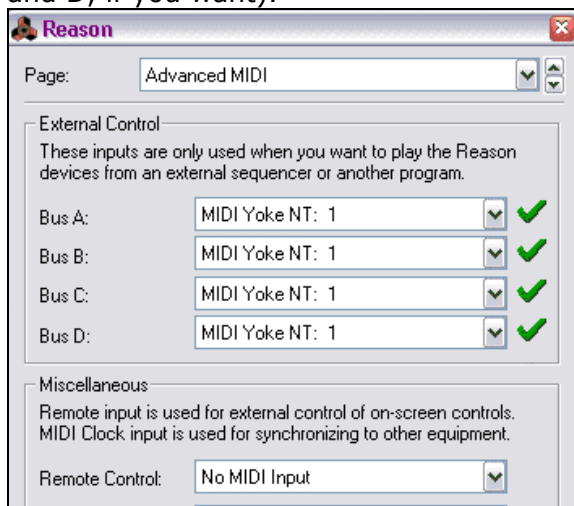 and D, if you want).
Reason
Page: Advanced MIDI
External Control
These inputs are only used when you want to play the Reason
devices from an external sequencer or another program.
Bus A: MIDI Yoke NT: 1
Bus B: MIDI Yoke NT: 1
Bus C: MIDI Yoke NT: 1
Bus D: MIDI Yoke NT: 1
Miscellaneous
Remote input is used for external control of on-screen controls.
MIDI Clock input is used for synchronizing to other equipment.
Remote Control: No MIDI Input